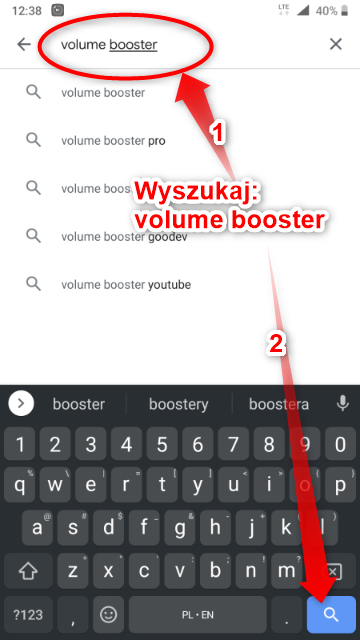 12:38
LTE
40%
volume booster
volume booster
volume booster pro
1
volume boos
Wyszukaj:
volume booster
volume booster goodev
volume booster youtube
2
booster boostery boostera
1 2 3 4 5 6 7 8 9 0
% \ | = [ ] < > { }
q w e r t y u i o p
@ # $ _ & - + ( )
a s d f g h j k l
* " ' : ; ! ?
z x c v b n m
?123 , PL • EN .